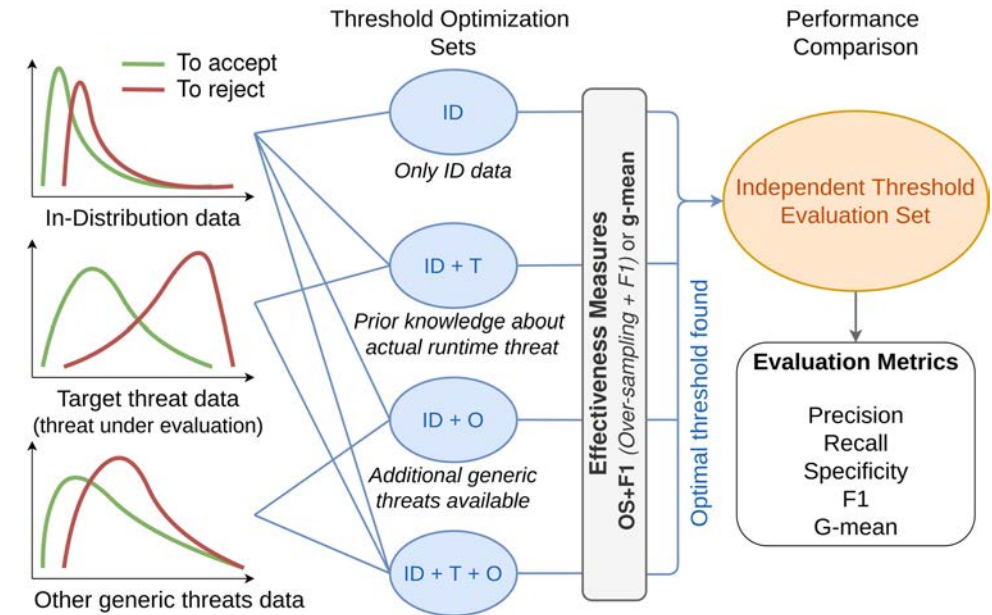 Threshold Optimization
Sets
Performance
Comparison
To accept
To reject
In-Distribution data
Target threat data
(threat under evaluation)
Other generic threats data
ID
Only ID data
ID + T
Prior knowledge about
actual runtime threat
ID + O
Additional generic
threats available
ID + T + O
Effectiveness Measures
OS+F1 (Over-sampling + F1) or g-mean
Optimal threshold found
Independent Threshold
Evaluation Set
Evaluation Metrics
Precision
Recall
Specificity
F1
G-mean